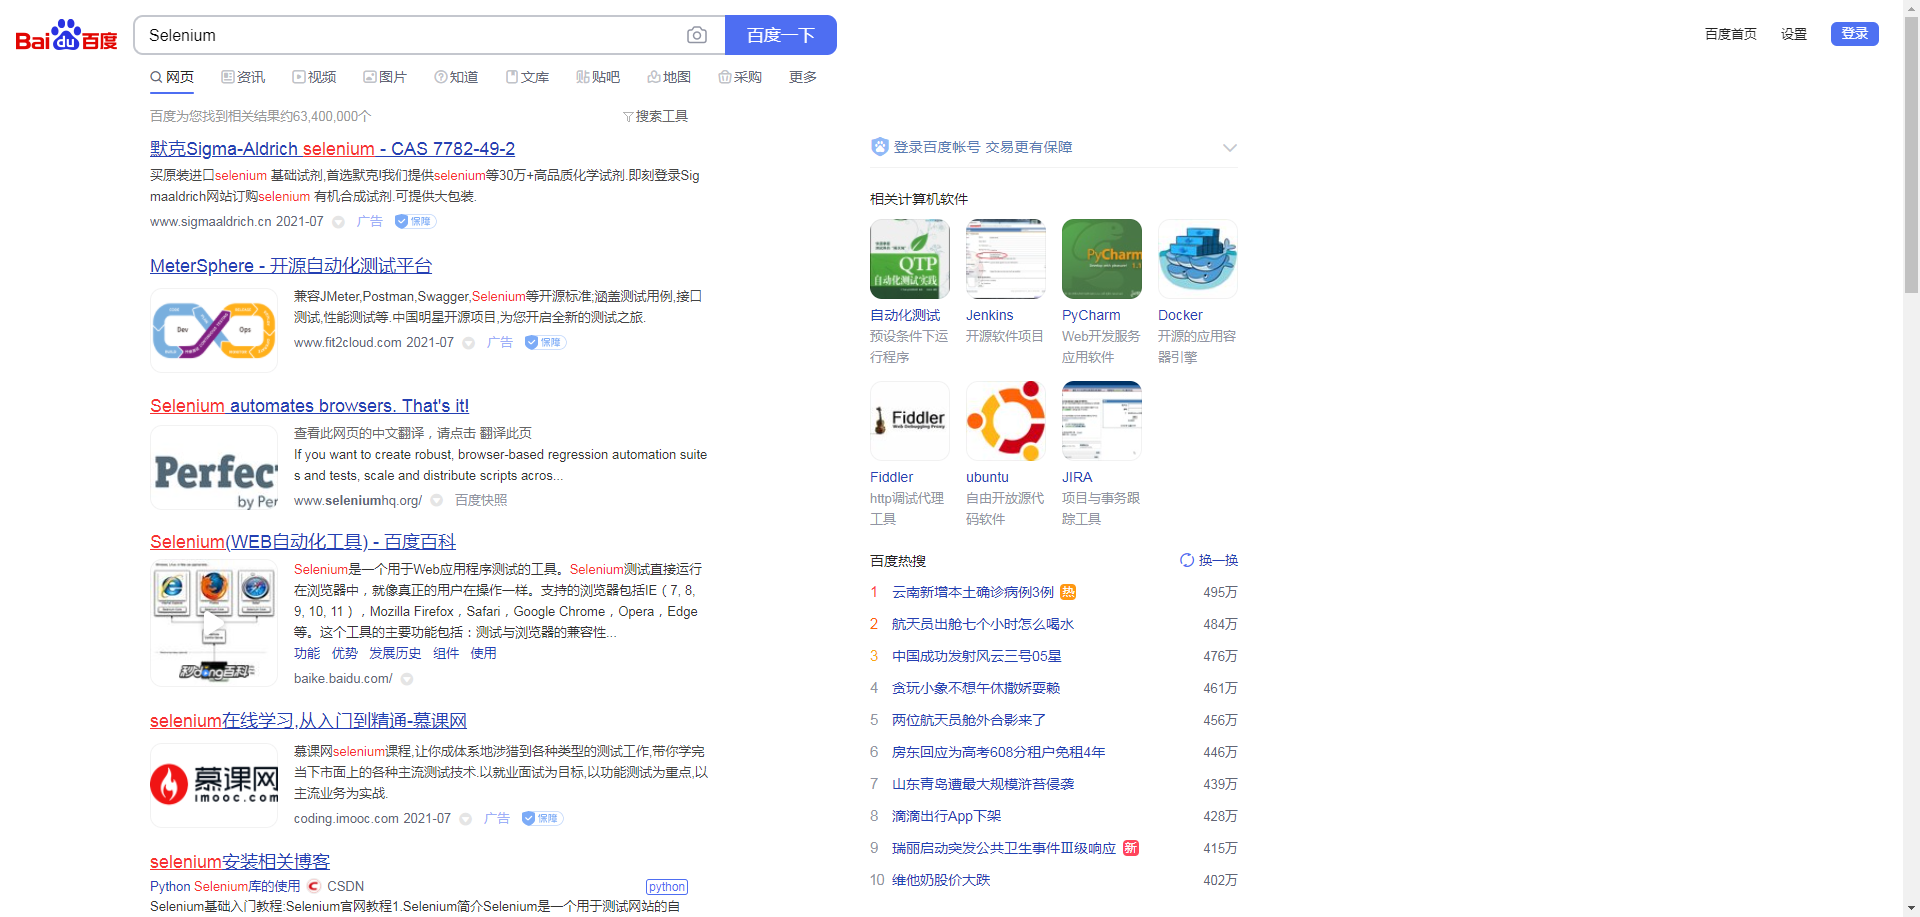 Bai du 百度
Selenium
百度一下
百度首页 设置 登录
网页 资讯 视频 图片 知道 文库 贴吧 地图 采购 更多
百度为您找到相关结果约63,400,000个
搜索工具
默克Sigma-Aldrich selenium - CAS 7782-49-2
买原装进口selenium 基础试剂,首选默克!我们提供selenium等30万+高品质化学试剂.即刻登录Sig
maaldrich网站订购selenium 有机合成试剂.可提供大包装.
www.sigmaaldrich.cn 2021-07 广告 保障
MeterSphere - 开源自动化测试平台
Dev Ops
兼容JMeter,Postman,Swagger,Selenium等开源标准;涵盖测试用例,接口
测试,性能测试等.中国明星开源项目,为您开启全新的测试之旅.
www.fit2cloud.com 2021-07 广告 保障
Selenium automates browsers. That's it!
Perfec
by Per
查看此网页的中文翻译，请点击 翻译此页
If you want to create robust, browser-based regression automation suite
s and tests, scale and distribute scripts acros...
www.seleniumhq.org/ 百度快照
Selenium(WEB自动化工具) - 百度百科
秒dong百科
Selenium是一个用于Web应用程序测试的工具。Selenium测试直接运行
在浏览器中，就像真正的用户在操作一样。支持的浏览器包括IE（7, 8,
9, 10, 11），Mozilla Firefox，Safari，Google Chrome，Opera，Edge
等。这个工具的主要功能包括：测试与浏览器的兼容性...
功能 优势 发展历史 组件 使用
baike.baidu.com/
selenium在线学习,从入门到精通-慕课网
慕课网
imooc.com
慕课网selenium课程,让你成体系地涉猎到各种类型的测试工作,带你学完
当下市面上的各种主流测试技术.以就业面试为目标,以功能测试为重点,以
主流业务为实战.
coding.imooc.com 2021-07 广告 保障
selenium安装相关博客
Python Selenium库的使用 CSDN
python
Selenium基础入门教程:Selenium官网教程1.Selenium简介Selenium是一个用于测试网站的自
登录百度帐号 交易更有保障
相关计算机软件
QTP
自动化测试实践
PyCharm
自动化测试 Jenkins PyCharm Docker
预设条件下运 开源软件项目 Web开发服务 开源的应用容
行程序 应用软件 器引擎
Fiddler
Web Debugging Proxy
Fiddler ubuntu JIRA
http调试代理 自由开放源代 项目与事务跟
工具 码软件 踪工具
百度热搜 换一换
1 云南新增本土确诊病例3例 热 495万
2 航天员出舱七个小时怎么喝水 484万
3 中国成功发射风云三号05星 476万
4 贪玩小象不想午休撒娇耍赖 461万
5 两位航天员舱外合影来了 456万
6 房东回应为高考608分租户免租4年 446万
7 山东青岛遭最大规模浒苔侵袭 439万
8 滴滴出行App下架 428万
9 瑞丽启动突发公共卫生事件Ⅲ级响应 新 415万
10 维他奶股价大跌 402万